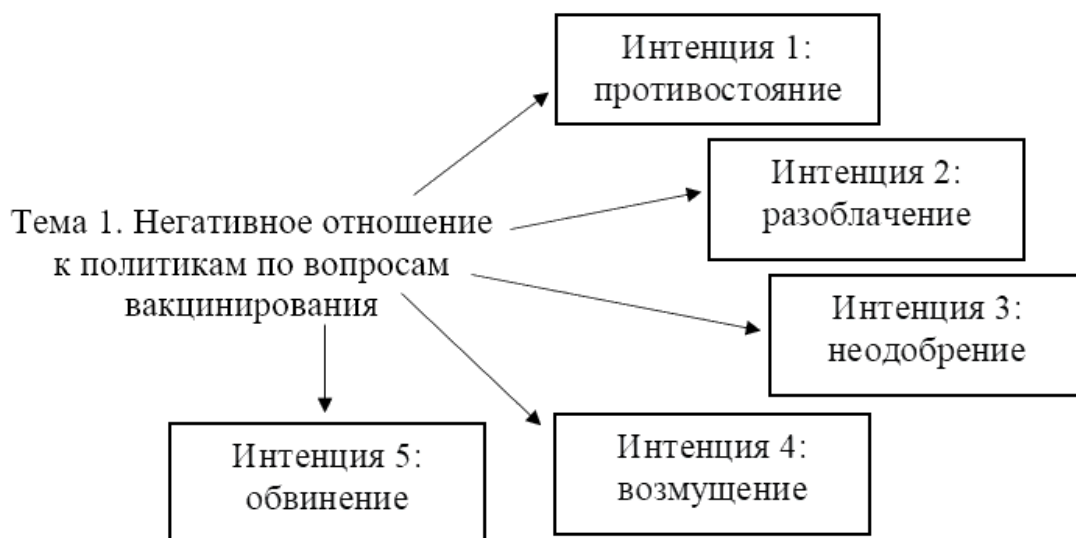 Интенция 1:
противостояние
Интенция 2:
разоблачение
Тема 1. Негативное отношение
к политикам по вопросам
вакцинирования
Интенция 3:
неодобрение
Интенция 4:
возмущение
Интенция 5:
обвинение